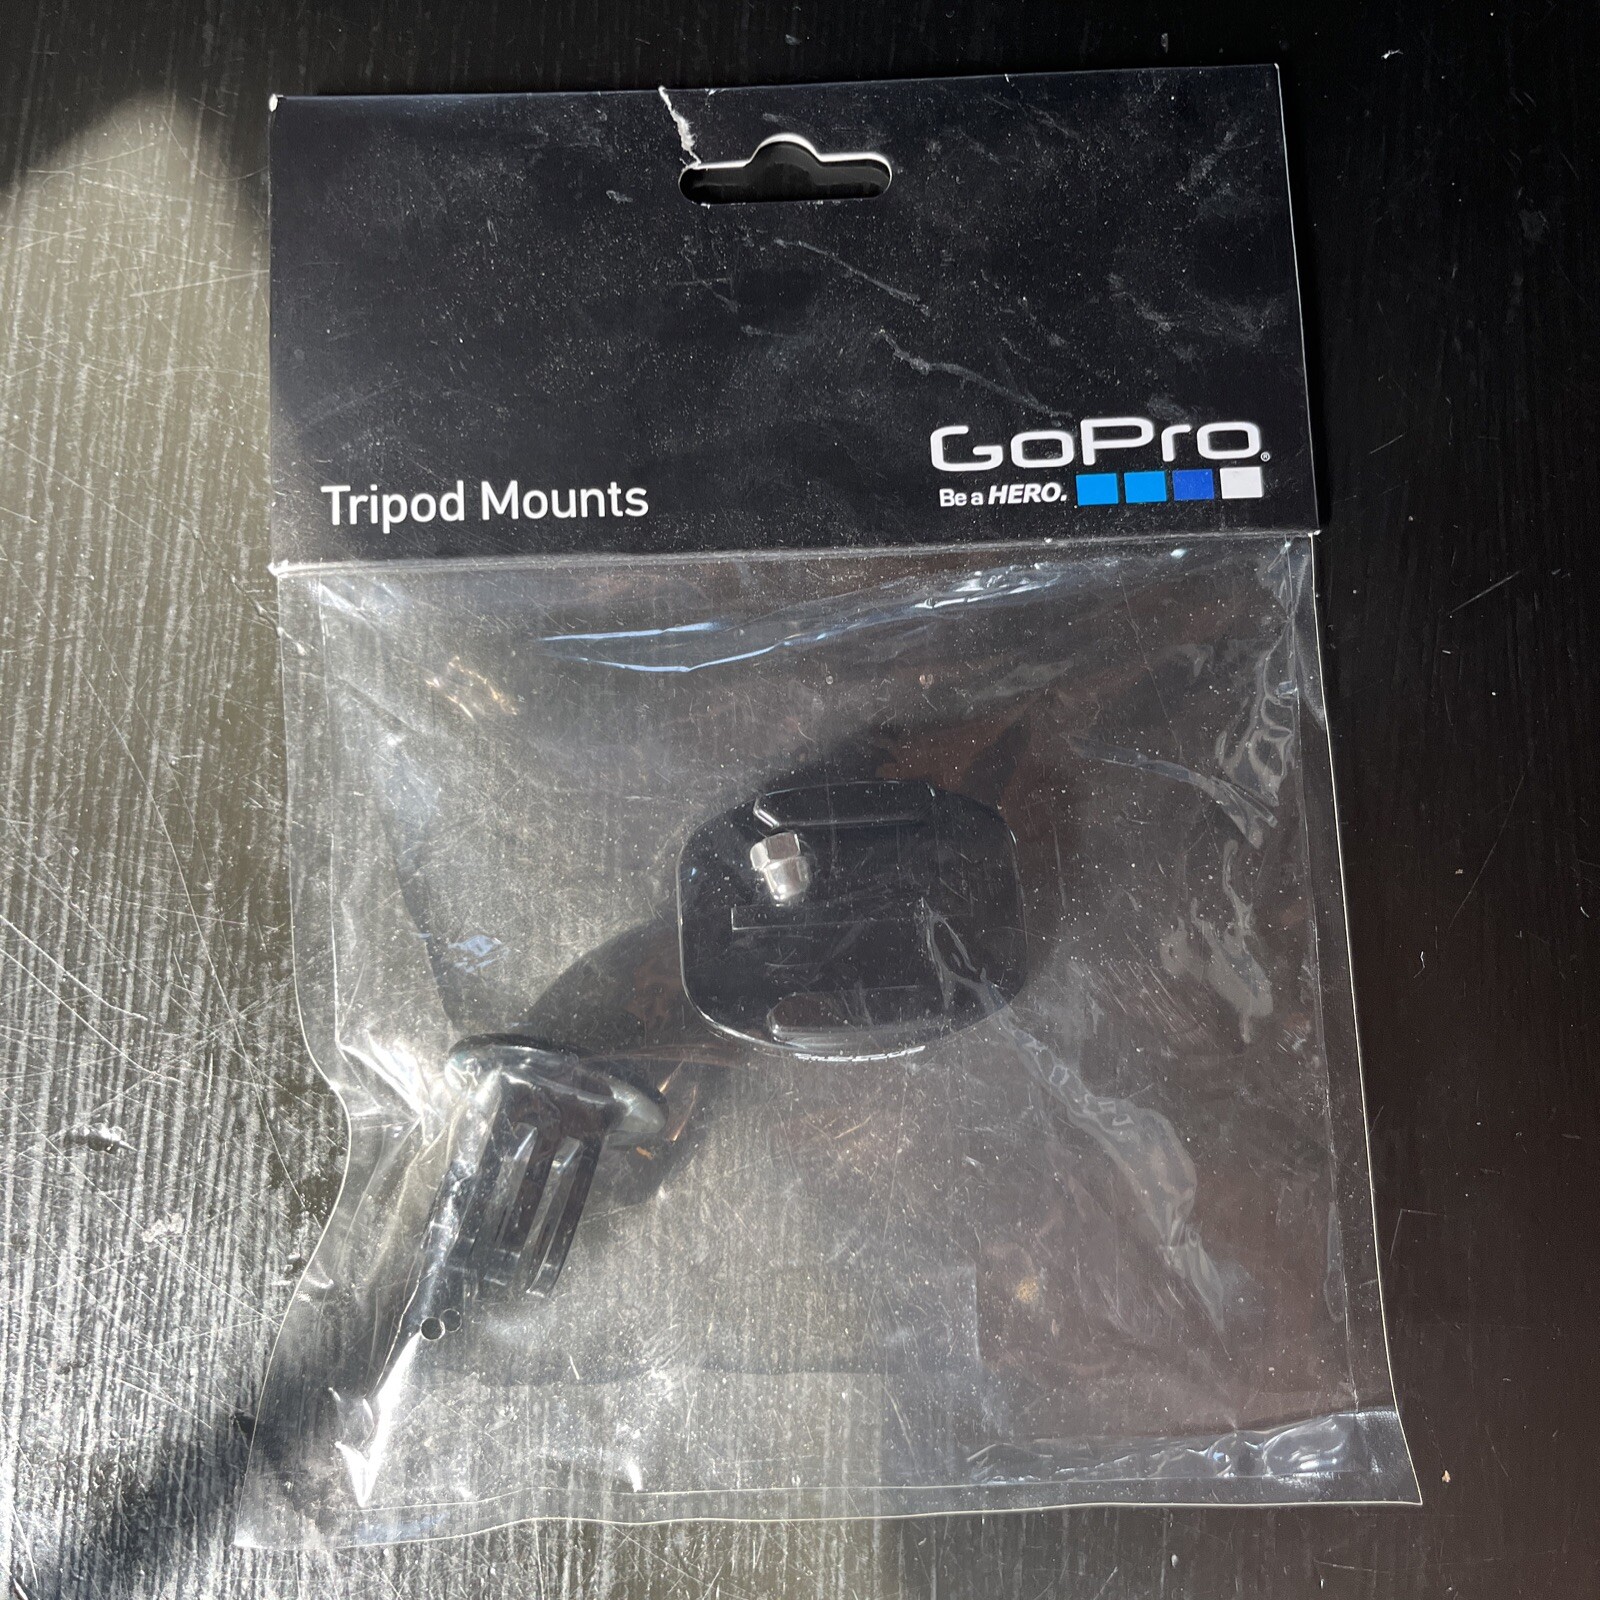 GoPro®
Be a HERO.
Tripod Mounts